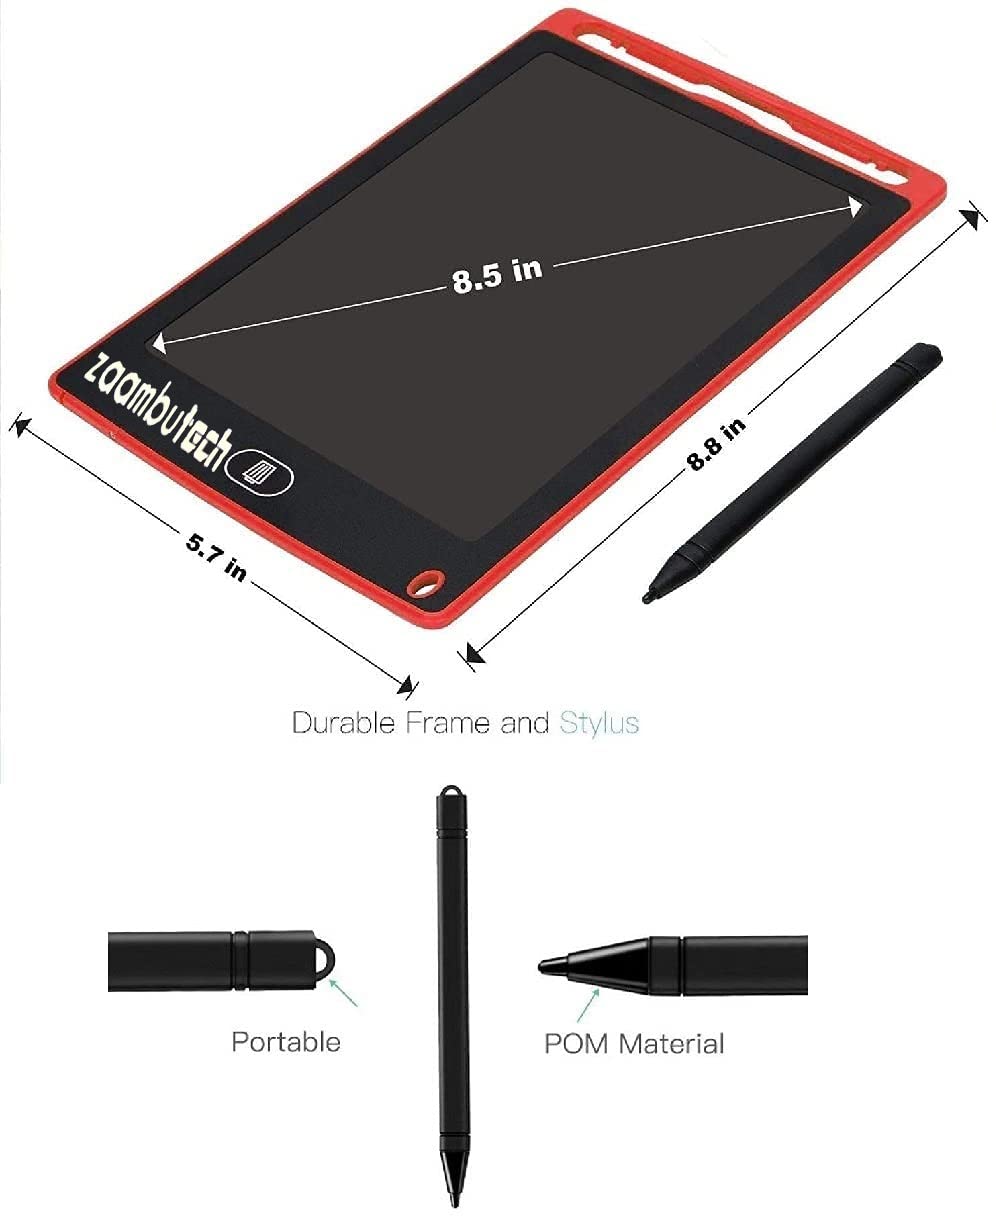 8.5 in
zaambutech
8.8 in
5.7 in
Durable Frame and Stylus
Portable
POM Material